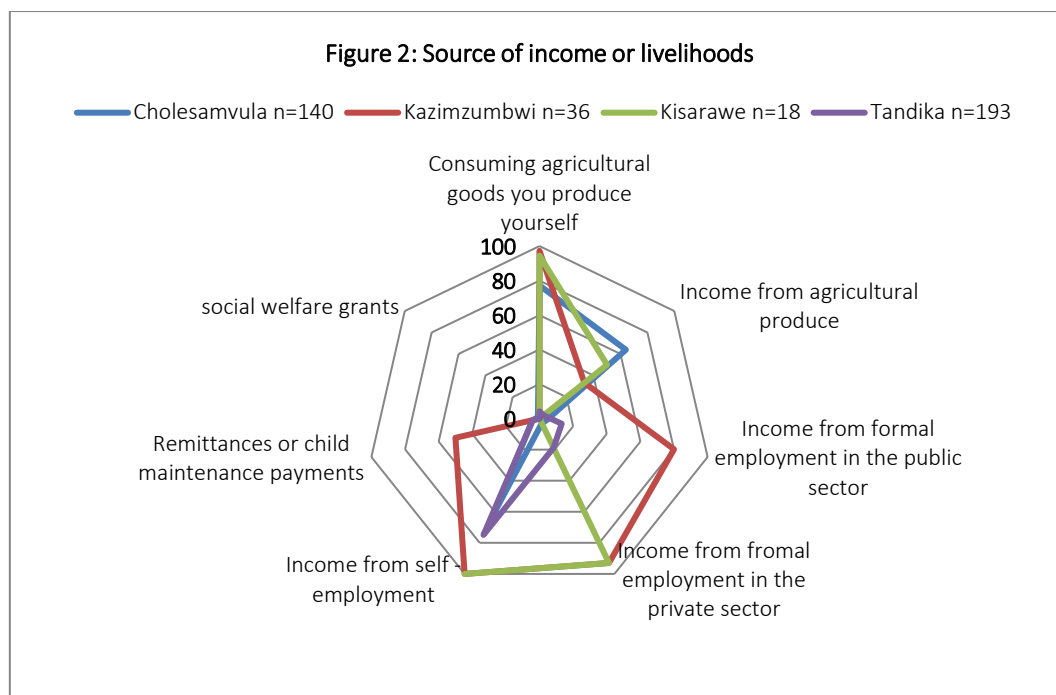 Figure 2: Source of income or livelihoods
Cholesamvula n=140 Kazimzumbwi n=36 Kisarawe n=18 Tandika n=193
Consuming agricultural
goods you produce
yourself
100
80
60
40
20
0
Income from agricultural
produce
Income from formal
employment in the public
sector
Income from fromal
employment in the
private sector
Income from self -
employment
Remittances or child
maintenance payments
social welfare grants